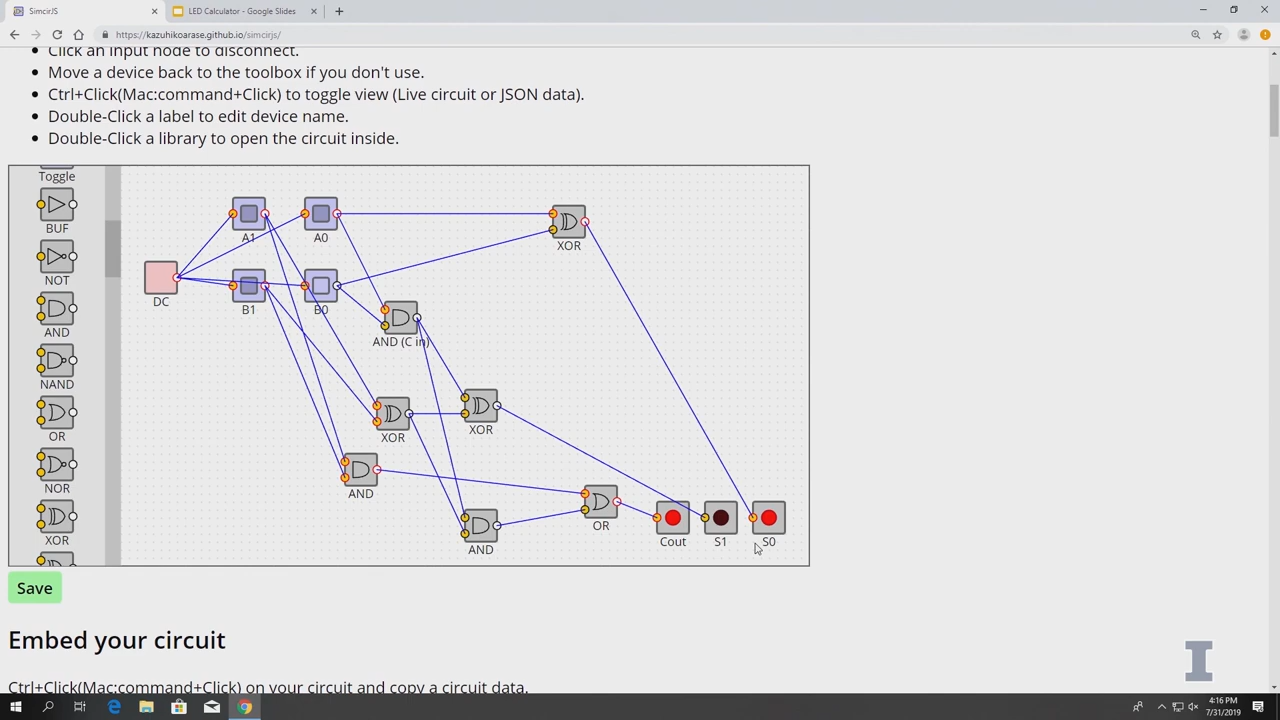 SimcirJS
LED Calculator - Google Slides
https://kazuhikoarase.github.io/simcirjs/
Click an input node to disconnect.
Move a device back to the toolbox if you don't use.
Ctrl+Click(Mac:command+Click) to toggle view (Live circuit or JSON data).
Double-Click a label to edit device name.
Double-Click a library to open the circuit inside.
Toggle
BUF
NOT
AND
NAND
OR
NOR
XOR
DC
A1
A0
B1
B0
AND (C in)
XOR
XOR
XOR
AND
AND
OR
Cout
S1
S0
Save
Embed your circuit
Ctrl+Click(Mac:command+Click) on your circuit and copy a circuit data.
4:16 PM
7/31/2019